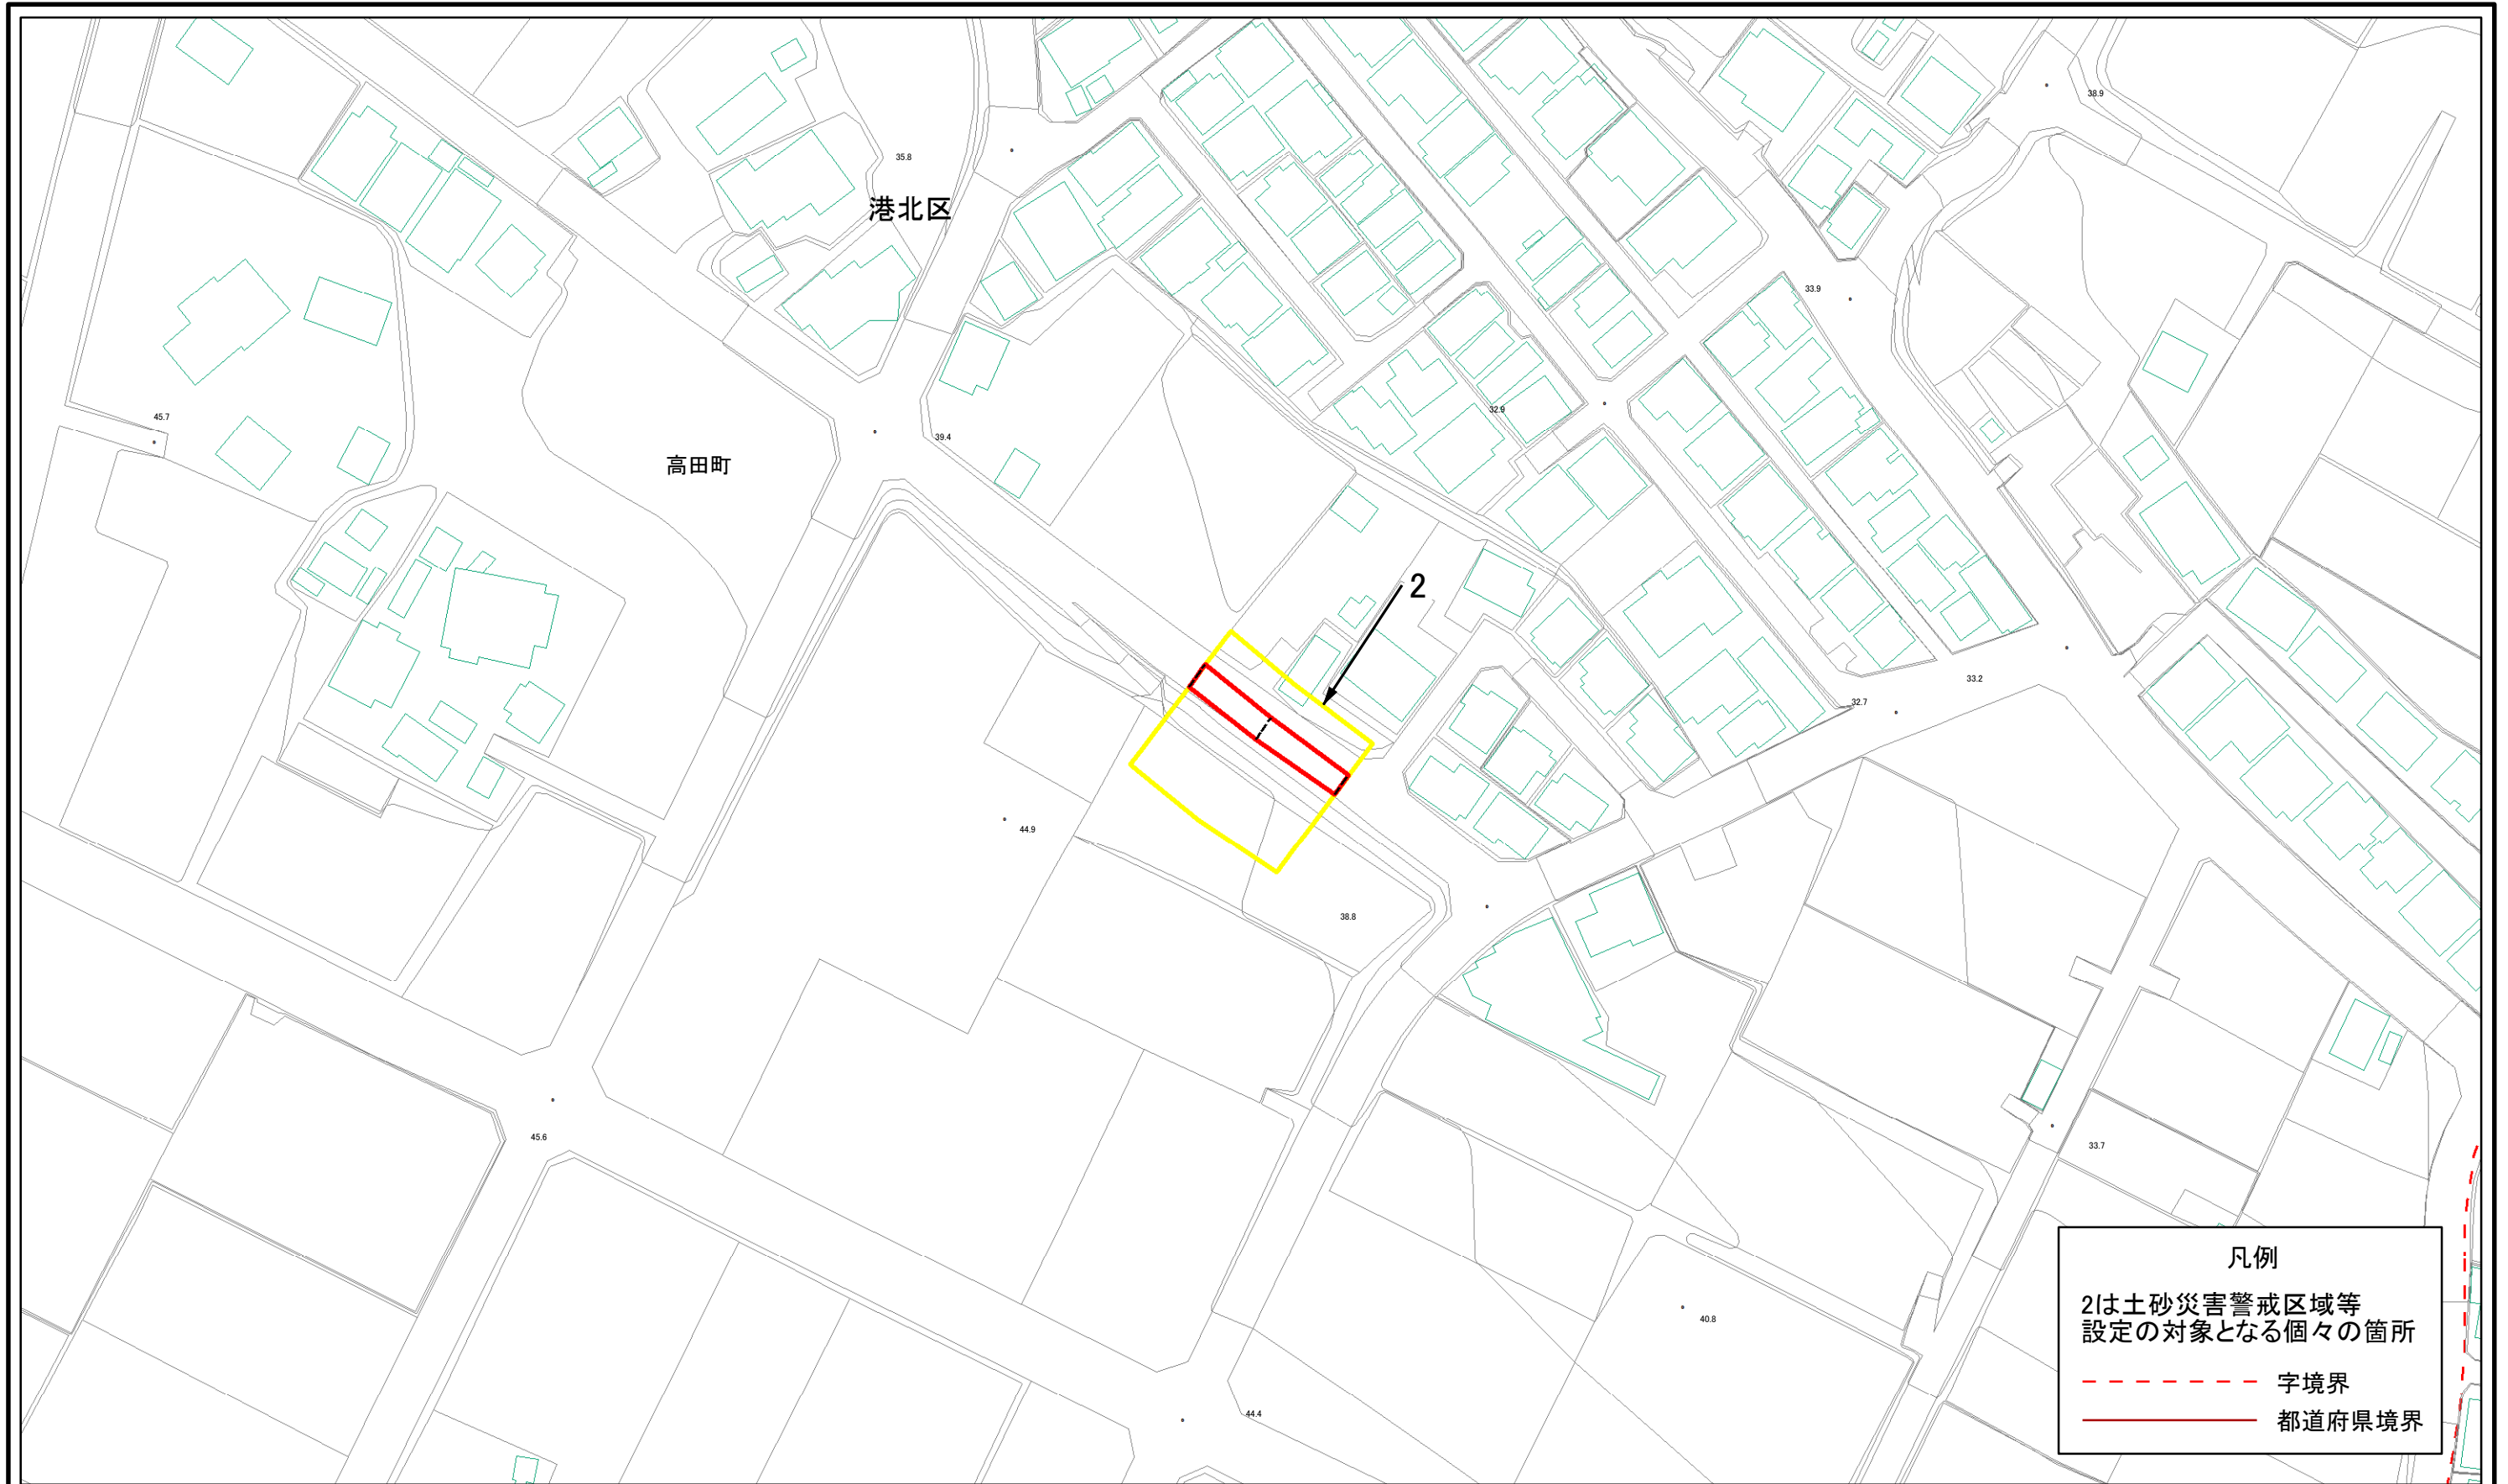 38.9
35.8
港北区
33.9
45.7
32.9
39.4
高田町
2
33.2
32.7
44.9
38.8
45.6
33.7
40.8
44.4
凡例
2は土砂災害警戒区域等
設定の対象となる個々の箇所
字境界
都道府県境界